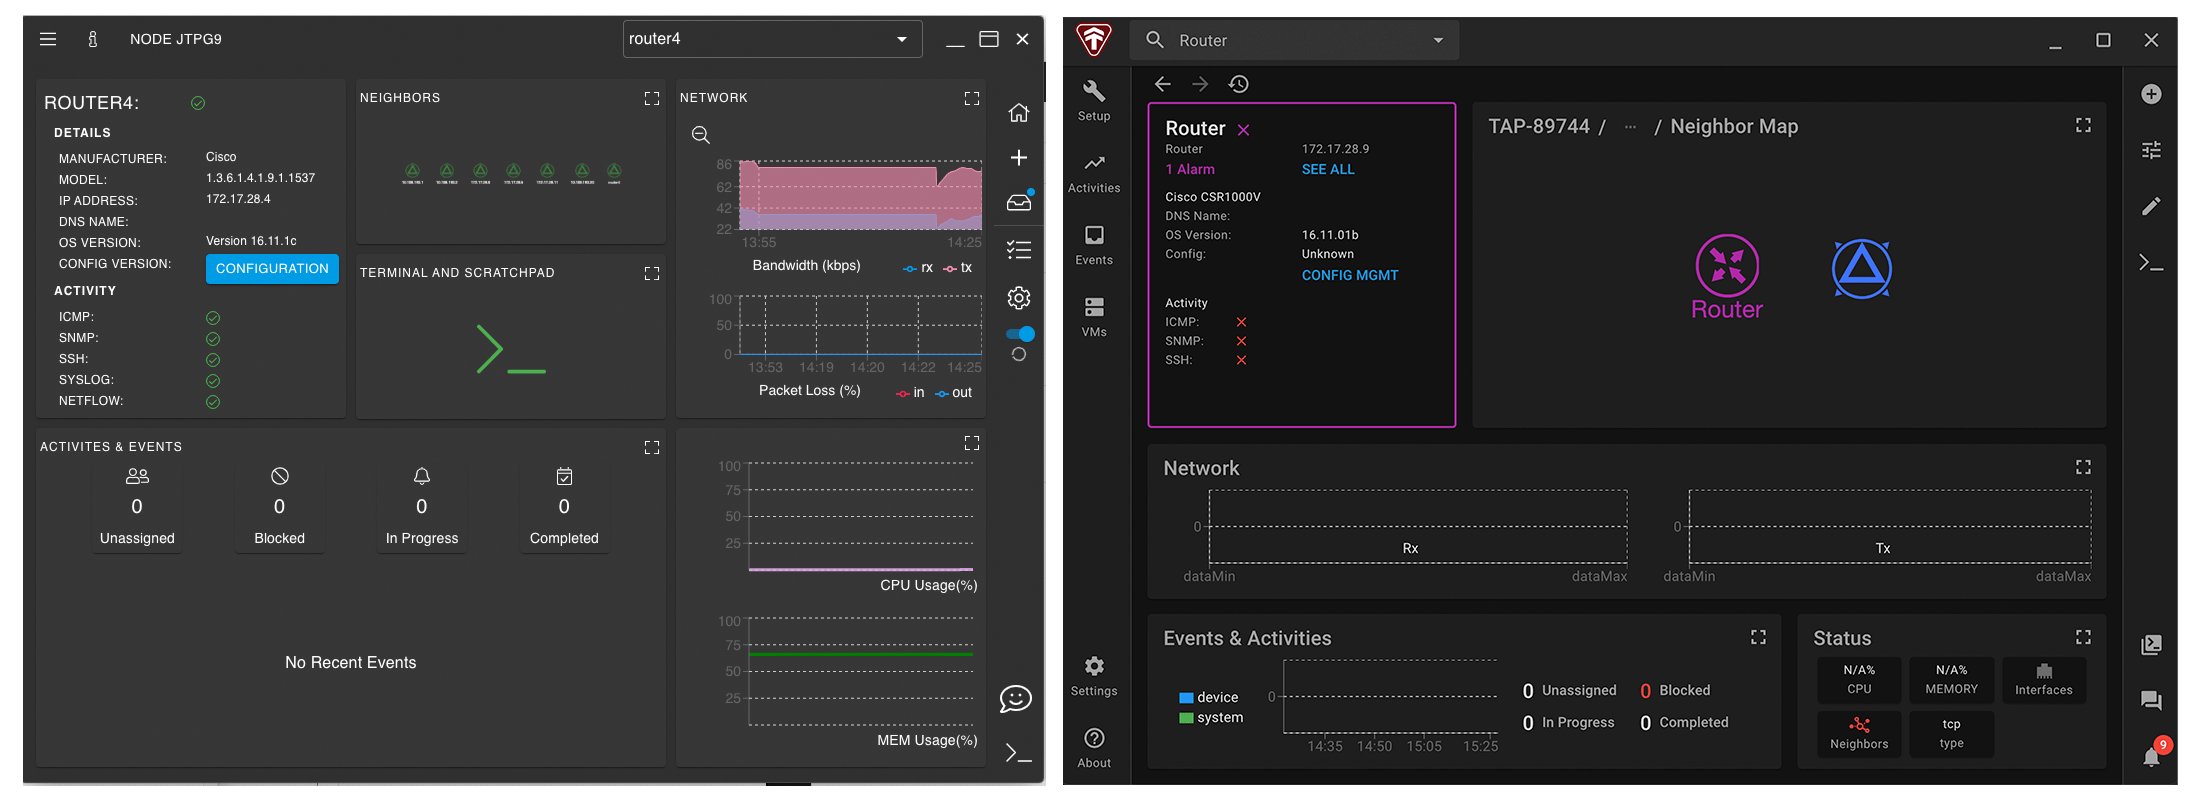 NODE JTPG9
router4
ROUTER4:
DETAILS
MANUFACTURER: Cisco
MODEL: 1.3.6.1.4.1.9.1.1537
IP ADDRESS: 172.17.28.4
DNS NAME:
OS VERSION: Version 16.11.1c
CONFIG VERSION: CONFIGURATION
ACTIVITY
ICMP:
SNMP:
SSH:
SYSLOG:
NETFLOW:
NEIGHBORS
TERMINAL AND SCRATCHPAD
NETWORK
86
62
42
22
13:55 14:25
Bandwidth (kbps) rx tx
100
50
0
13:53 14:19 14:20 14:22 14:25
Packet Loss (%) in out
ACTIVITES & EVENTS
0 0 0 0
Unassigned Blocked In Progress Completed
No Recent Events
100
75
50
25
CPU Usage(%)
100
75
50
25
MEM Usage(%)
Router
Setup
Activities
Events
VMs
Settings
About
Router
Router 172.17.28.9
1 Alarm SEE ALL
Cisco CSR1000V
DNS Name:
OS Version: 16.11.01b
Config: Unknown
CONFIG MGMT
Activity
ICMP:
SNMP:
SSH:
TAP-89744 / ··· / Neighbor Map
Router
Network
0
Rx
dataMin dataMax
0
Tx
dataMin dataMax
Events & Activities
device
system
0
14:35 14:50 15:05 15:25
0 Unassigned 0 Blocked
0 In Progress 0 Completed
Status
N/A% N/A%
CPU MEMORY Interfaces
tcp
Neighbors type
9